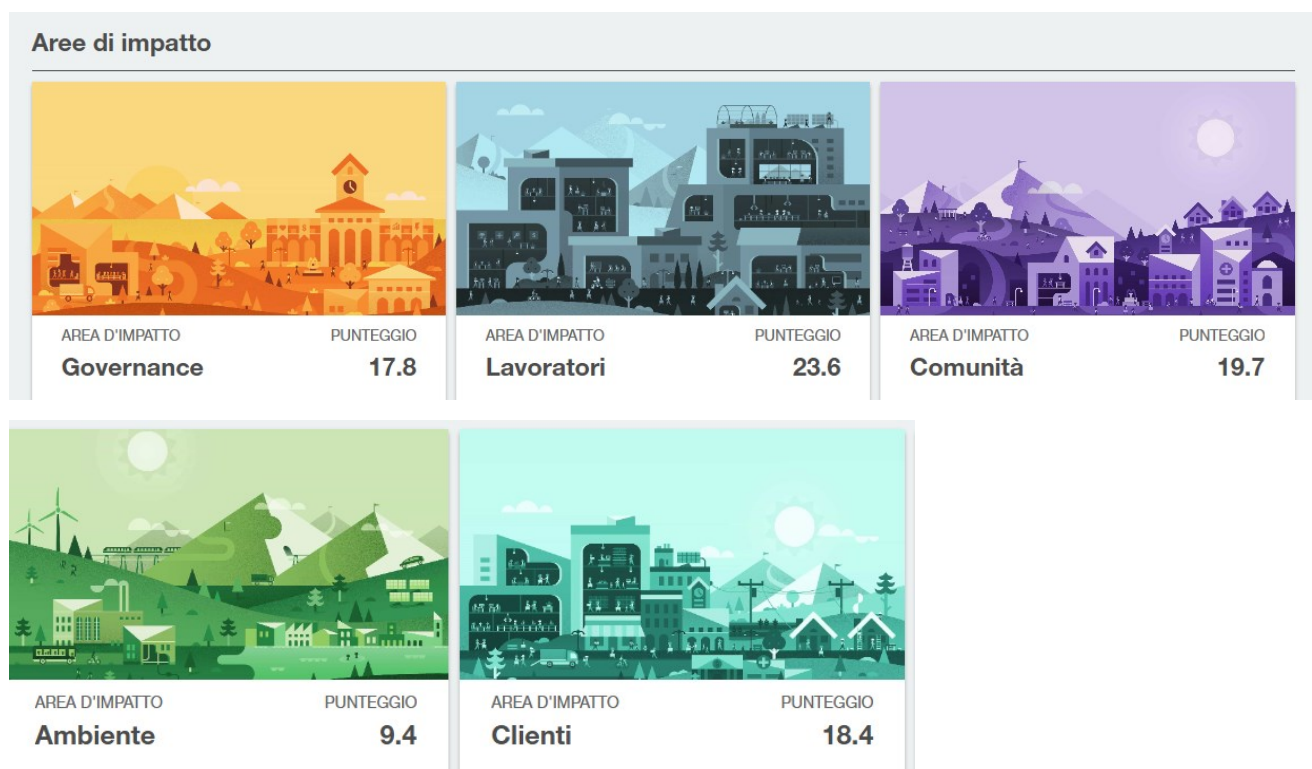 Aree di impatto
AREA D'IMPATTO PUNTEGGIO
Governance 17.8
AREA D'IMPATTO PUNTEGGIO
Lavoratori 23.6
AREA D'IMPATTO PUNTEGGIO
Comunità 19.7
AREA D'IMPATTO PUNTEGGIO
Ambiente 9.4
AREA D'IMPATTO PUNTEGGIO
Clienti 18.4